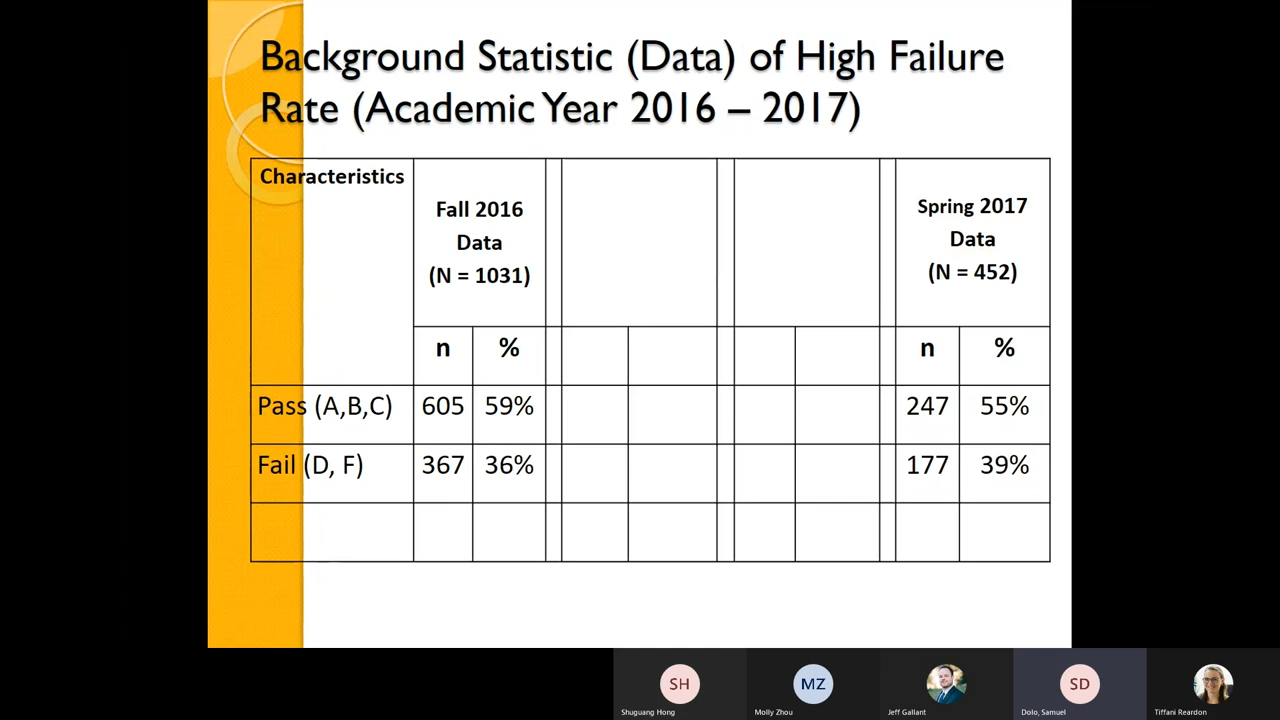 Background Statistic (Data) of High Failure
Rate (Academic Year 2016 – 2017)
Characteristics
Fall 2016
Data
(N = 1031)
Spring 2017
Data
(N = 452)
n % n %
Pass (A,B,C) 605 59% 247 55%
Fail (D, F) 367 36% 177 39%
SH MZ SD
Shuguang Hong Molly Zhou Jeff Gallant Dolo, Samuel Tiffani Reardon